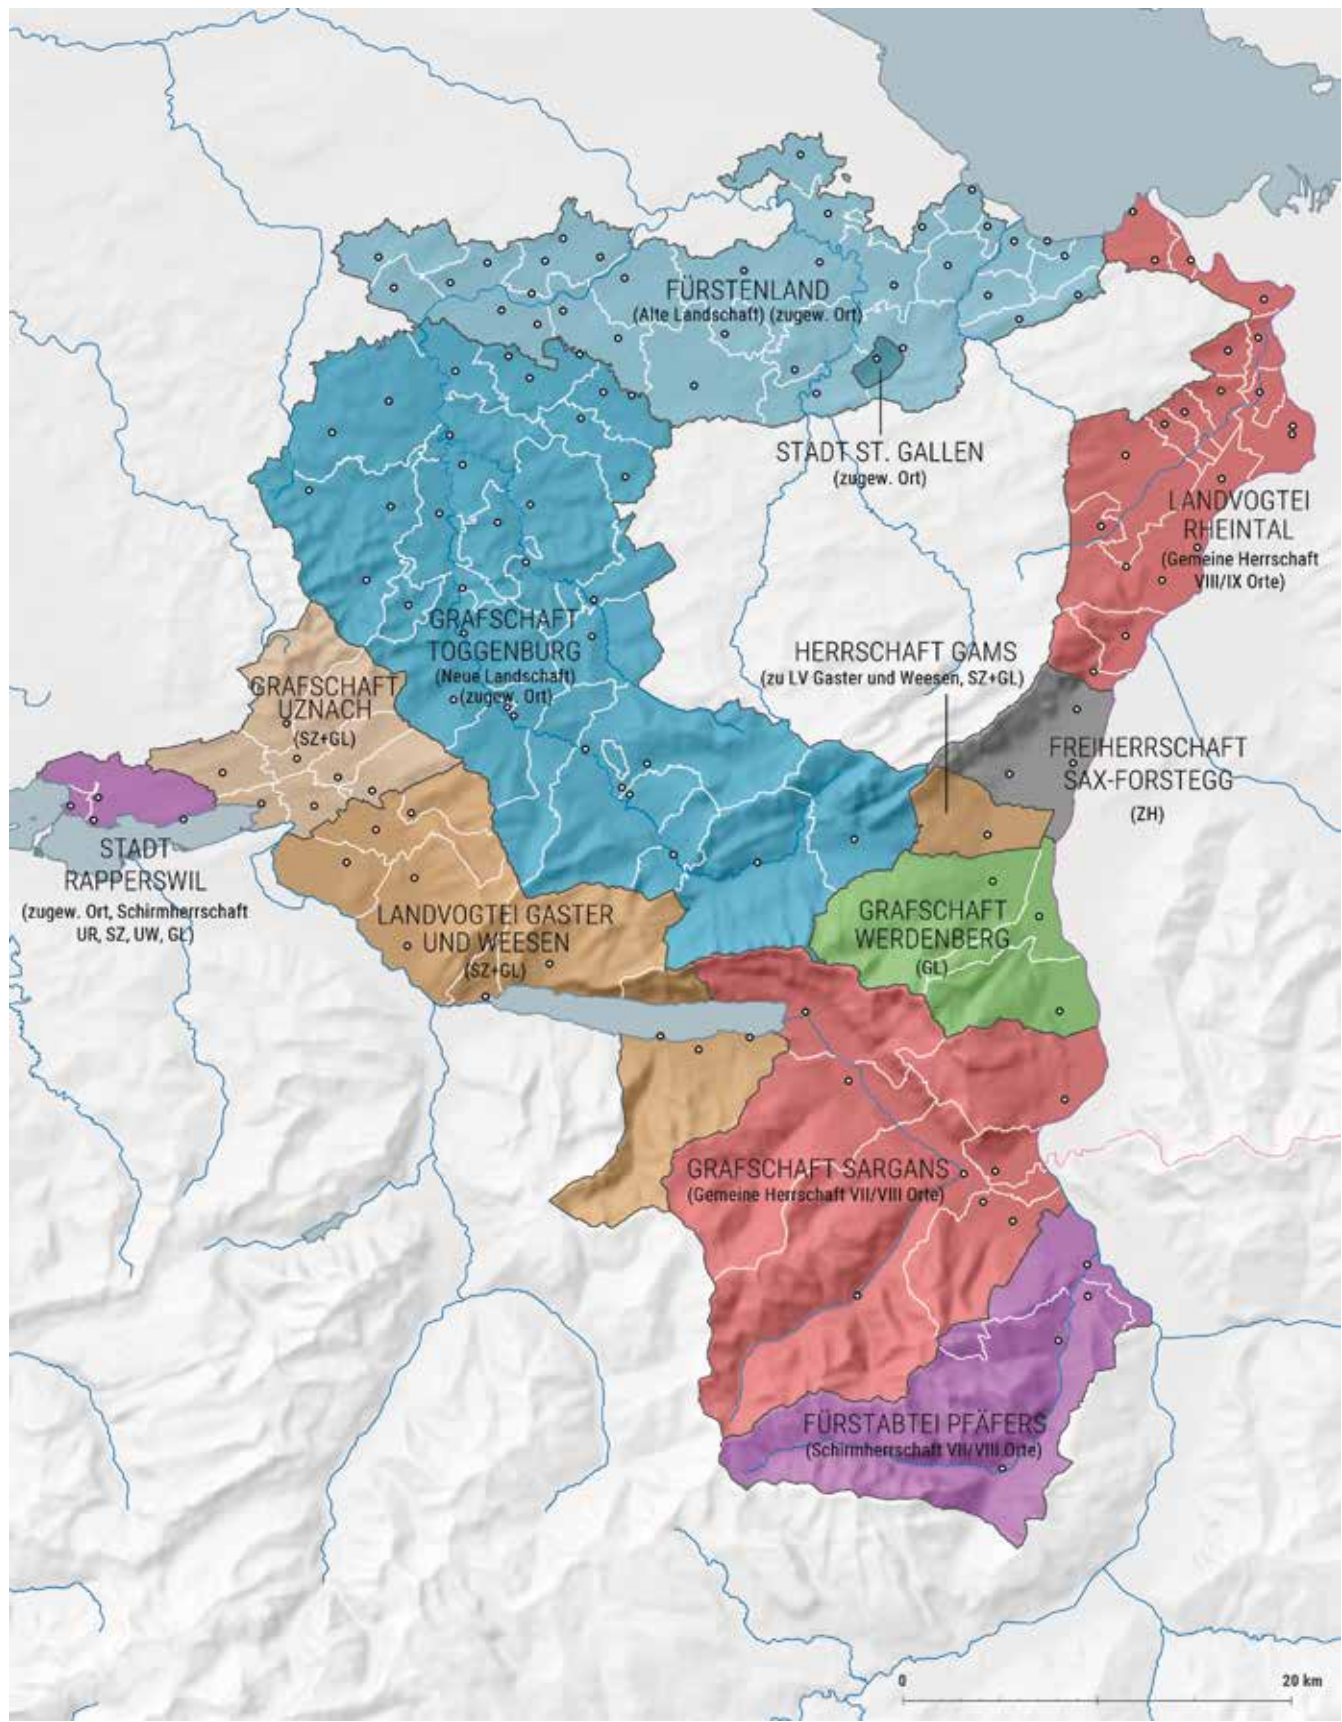 FÜRSTENLAND
(Alte Landschaft) (zugew. Ort)
STADT ST. GALLEN
(zugew. Ort)
LANDVOGTEI
RHEINTAL
(Gemeine Herrschaft
VIII/IX Orte)
GRAFSCHAFT
TOGGENBURG
(Neue Landschaft)
(zugew. Ort)
HERRSCHAFT GAMS
(zu LV Gaster und Weesen, SZ+GL)
GRAFSCHAFT
UZNACH
(SZ+GL)
FREIHERRSCHAFT
SAX-FORSTEGG
(ZH)
STADT
RAPPERSWIL
(zugew. Ort, Schirmherrschaft
UR, SZ, UW, GL)
LANDVOGTEI GASTER
UND WEESEN
(SZ+GL)
GRAFSCHAFT
WERDENBERG
(GL)
GRAFSCHAFT SARGANS
(Gemeine Herrschaft VII/VIII Orte)
FÜRSTABTEI PFÄFERS
(Schirmherrschaft VII/VIII Orte)
0 20 km